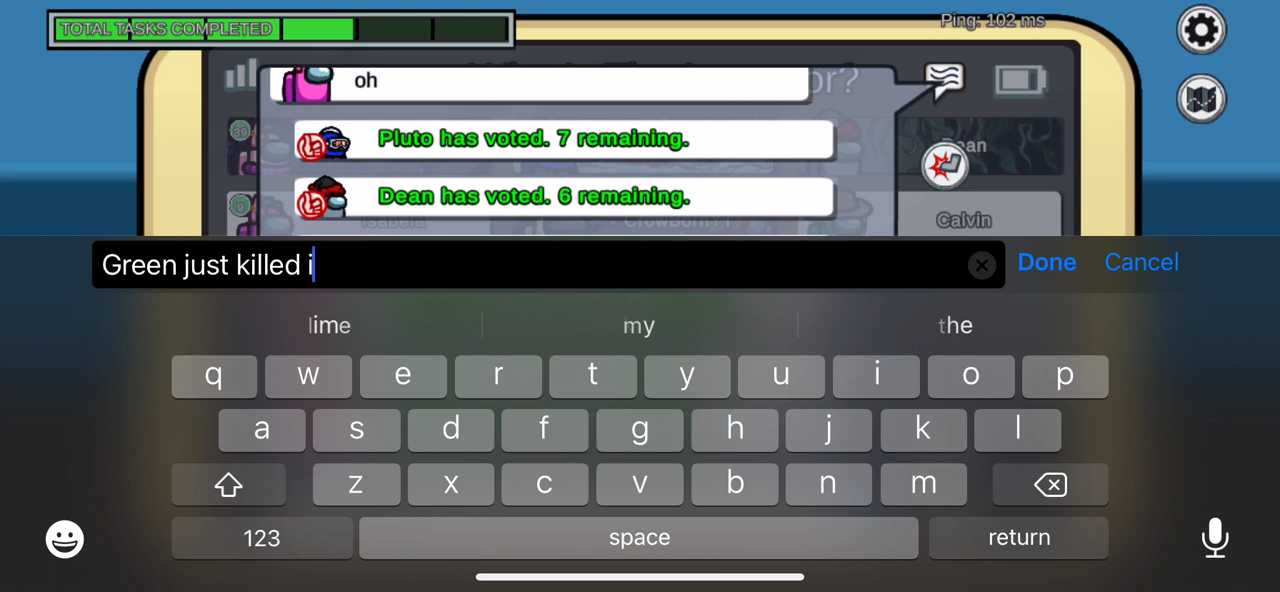 TOTAL TASKS COMPLETED
Ping: 102 ms
or?
oh
Pluto has voted. 7 remaining.
Dean has voted. 6 remaining.
Calvin
Green just killed i
Done
Cancel
lime
my
the
q w e r t y u i o p
a s d f g h j k l
z x c v b n m
123
space
return